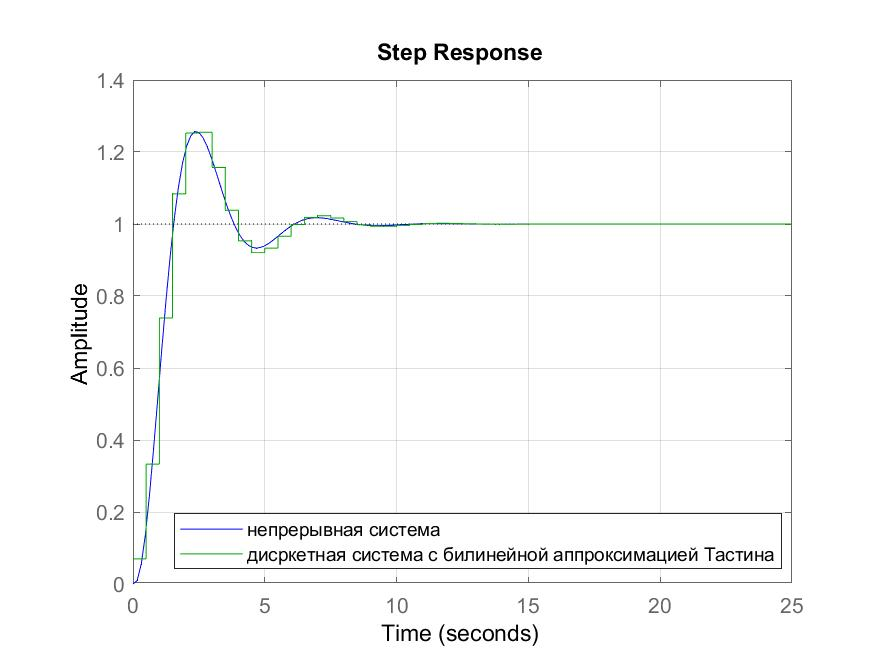 Step Response
1.4
1.2
1
0.8
0.6
0.4
0.2
0
Amplitude
непрерывная система
дисркетная система с билинейной аппроксимацией Тастина
0 5 10 15 20 25
Time (seconds)